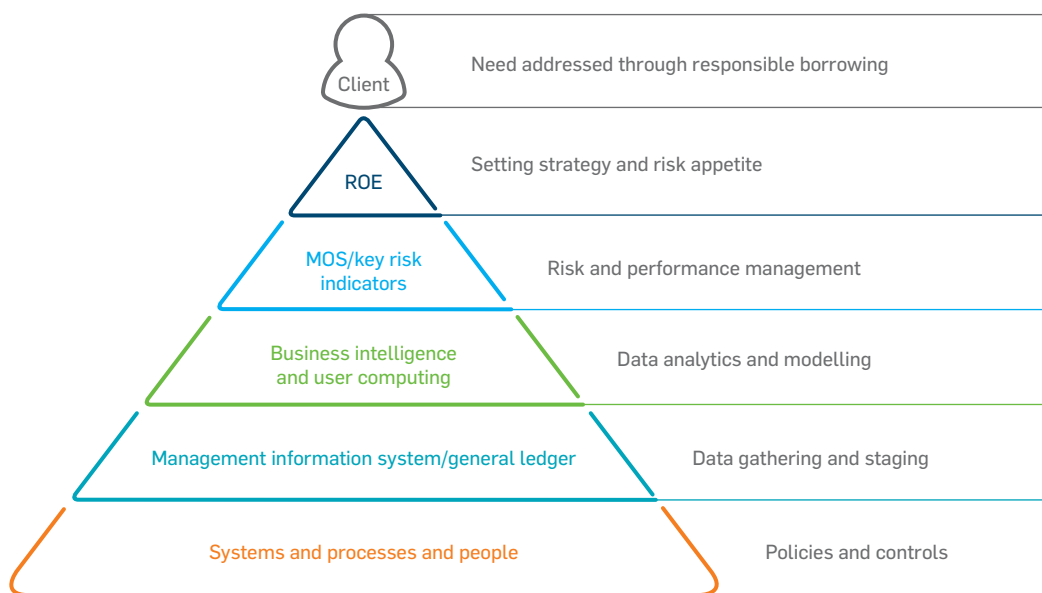 Client
Need addressed through responsible borrowing
ROE
Setting strategy and risk appetite
MOS/key risk
indicators
Risk and performance management
Business intelligence
and user computing
Data analytics and modelling
Management information system/general ledger
Data gathering and staging
Systems and processes and people
Policies and controls